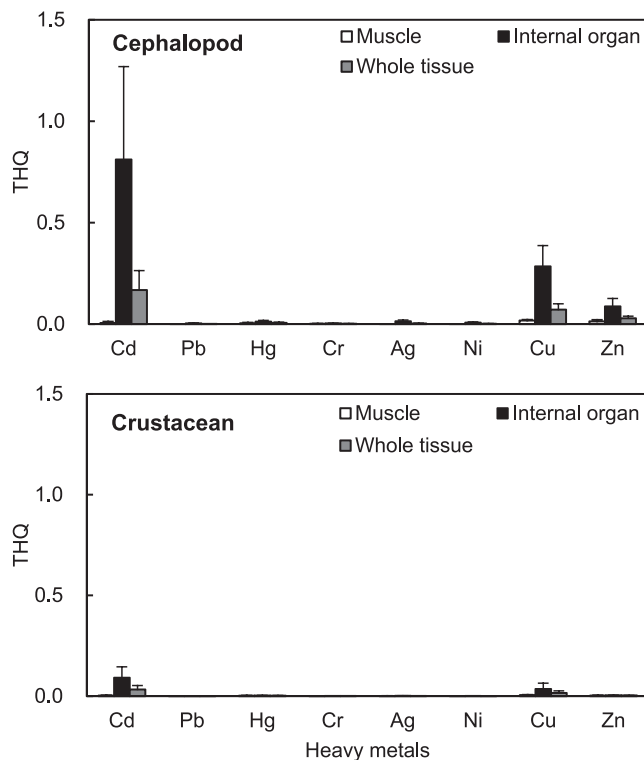 1.5
Cephalopod
Muscle
Internal organ
Whole tissue
1.0
THQ
0.5
0.0
Cd Pb Hg Cr Ag Ni Cu Zn
1.5
Crustacean
Muscle
Internal organ
Whole tissue
1.0
THQ
0.5
0.0
Cd Pb Hg Cr Ag Ni Cu Zn
Heavy metals